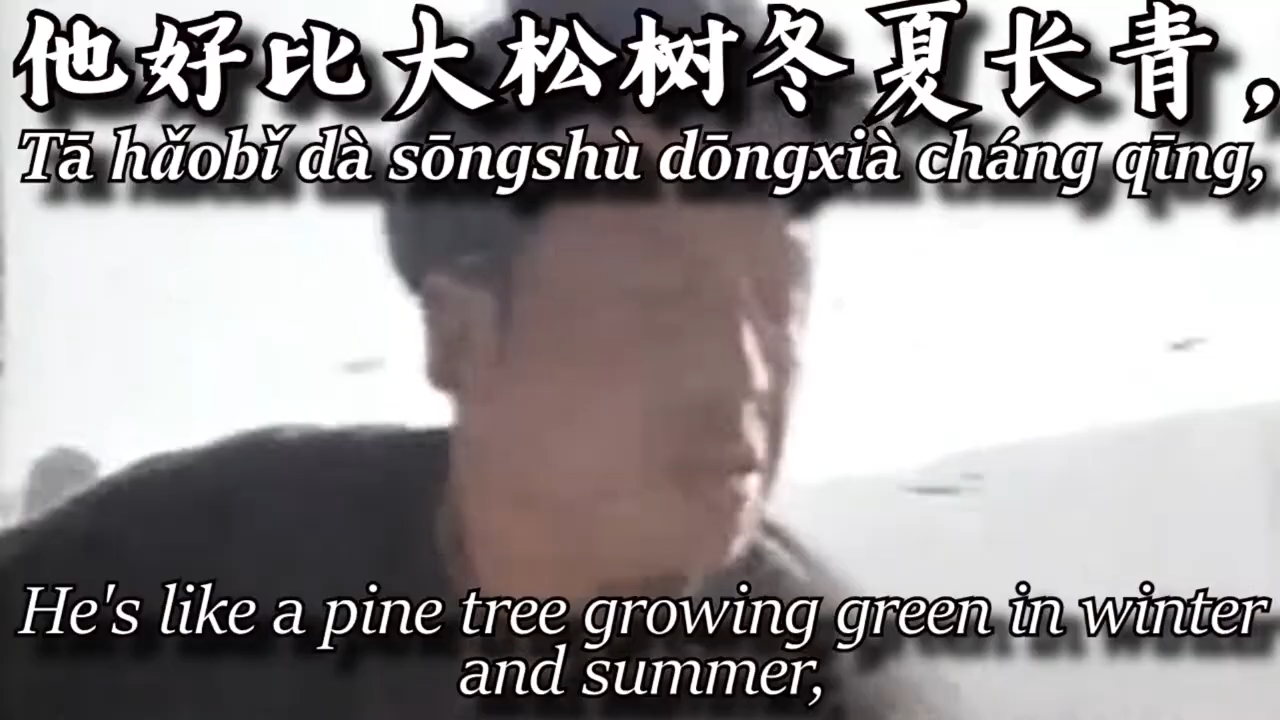 他好比大松树冬夏长青，
Tā hǎobǐ dà sōngshù dōngxià cháng qīng,
He's like a pine tree growing green in winter
and summer,